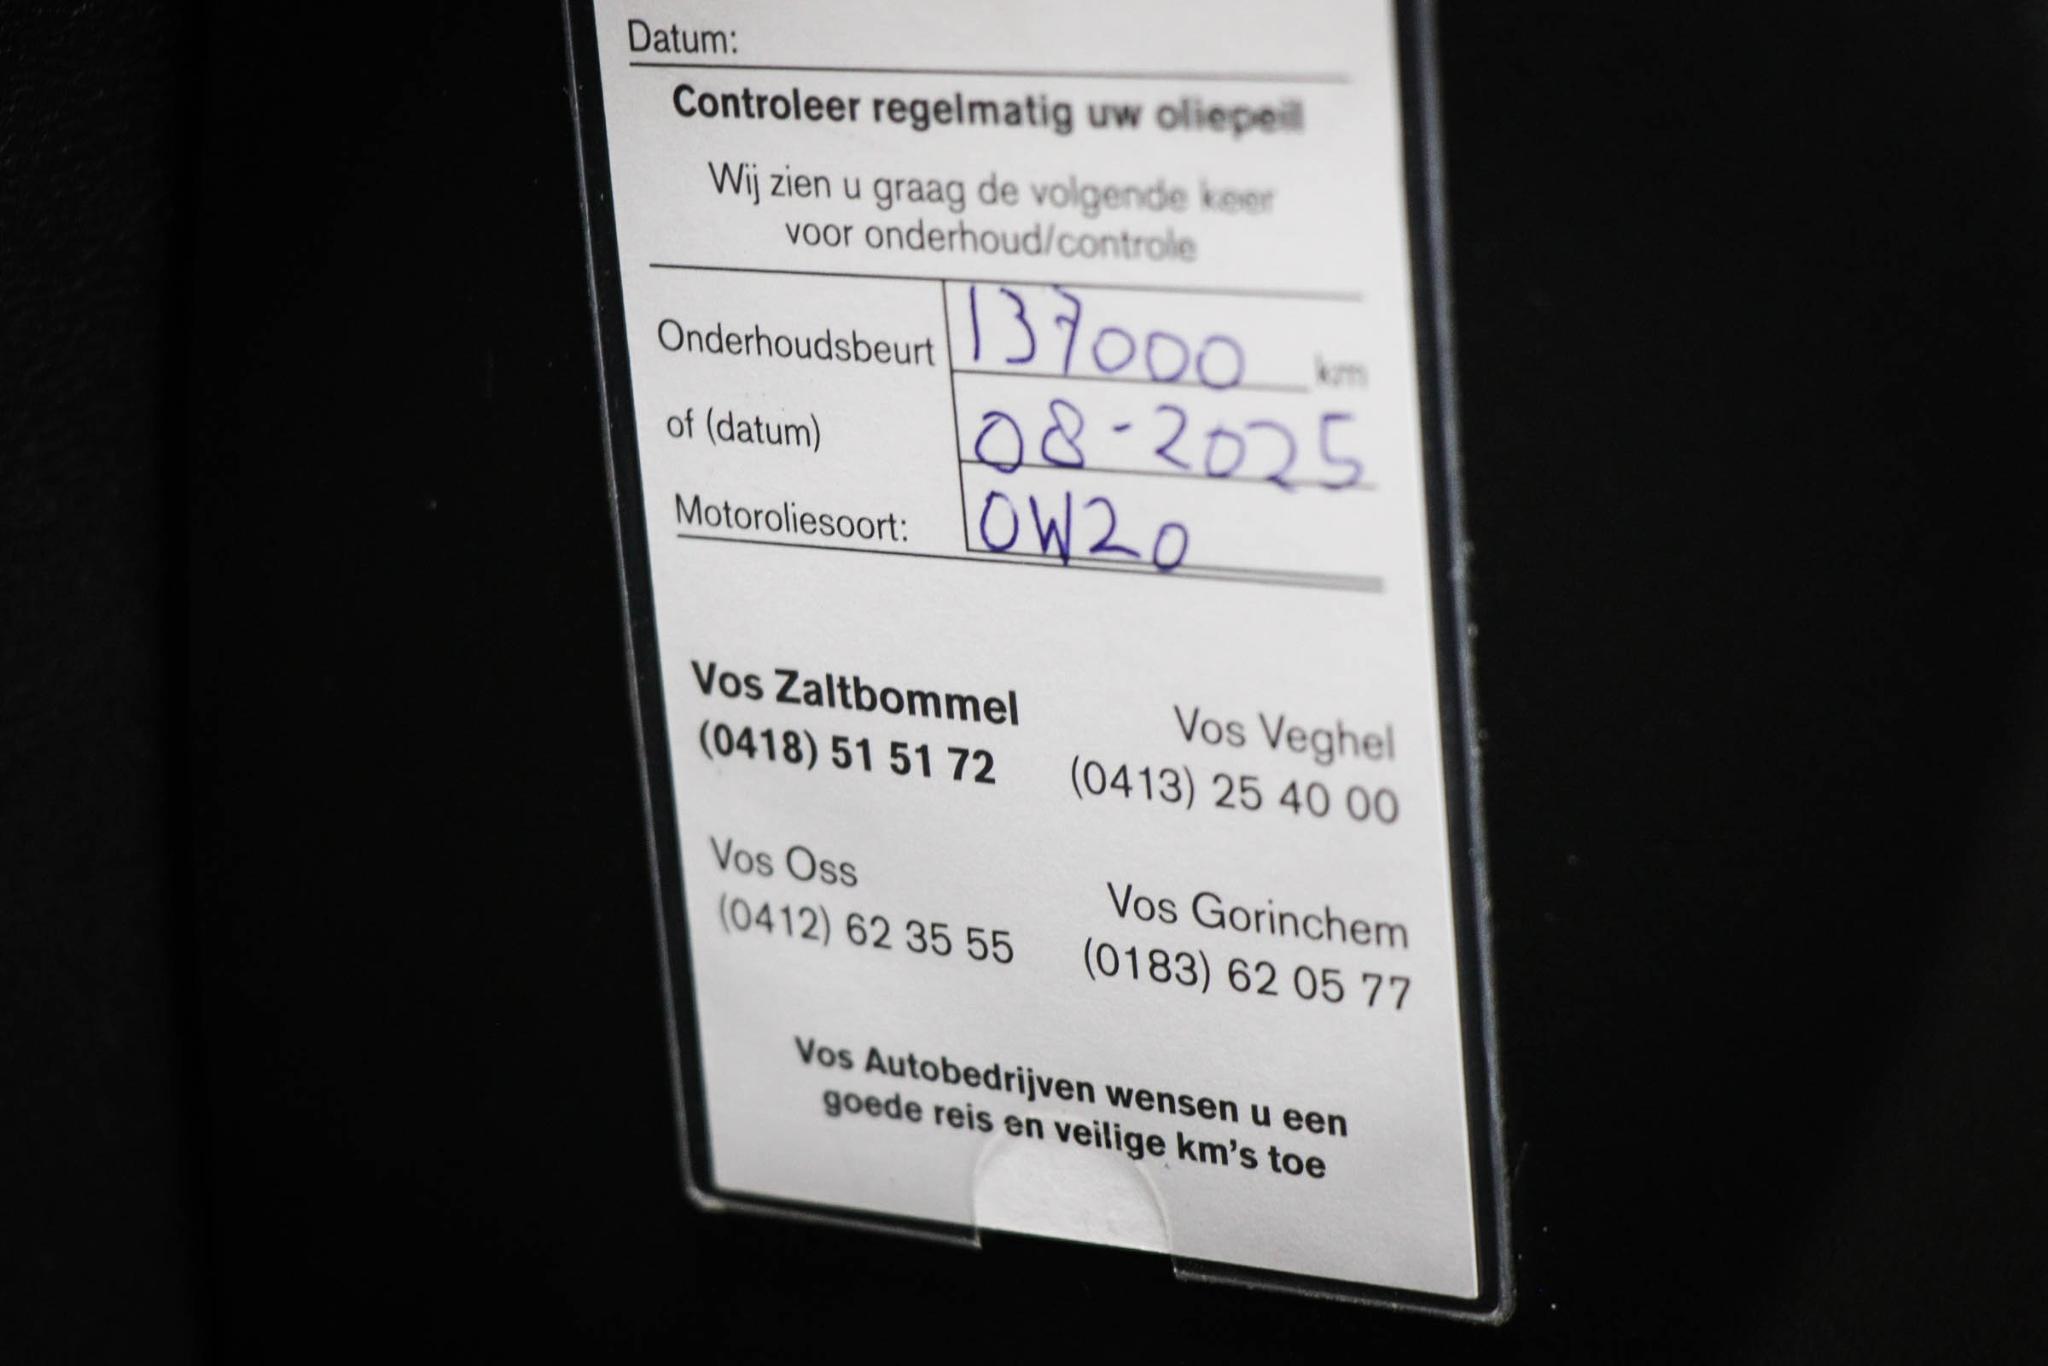 Datum:
Controleer regelmatig uw oliepeil
Wij zien u graag de volgende keer
voor onderhoud/controle
Onderhoudsbeurt 137000 km
of (datum) 08-2025
Motoroliesoort: 0W20
Vos Zaltbommel
(0418) 51 51 72
Vos Veghel
(0413) 25 40 00
Vos Oss
(0412) 62 35 55
Vos Gorinchem
(0183) 62 05 77
Vos Autobedrijven wensen u een
goede reis en veilige km's toe